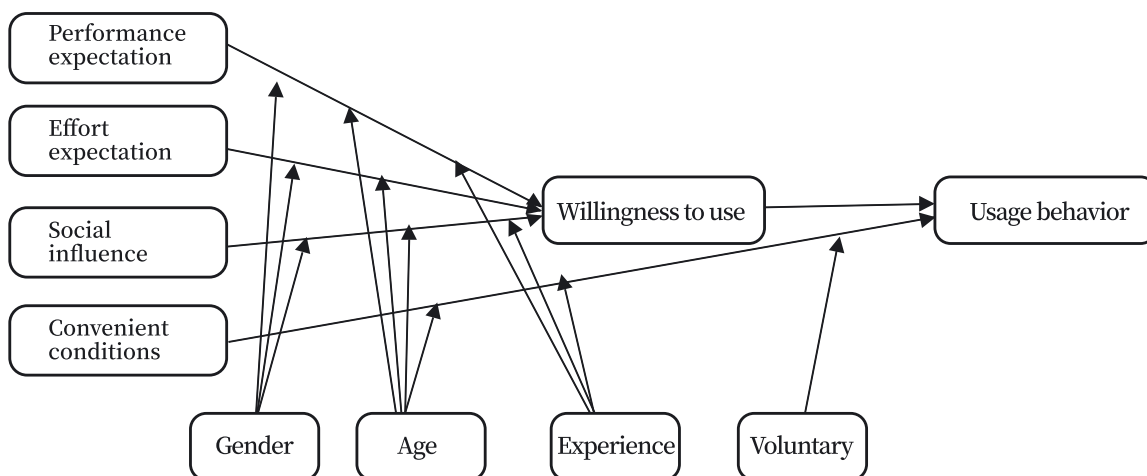 Performance
expectation
Effort
expectation
Social
influence
Convenient
conditions
Willingness to use
Usage behavior
Gender
Age
Experience
Voluntary